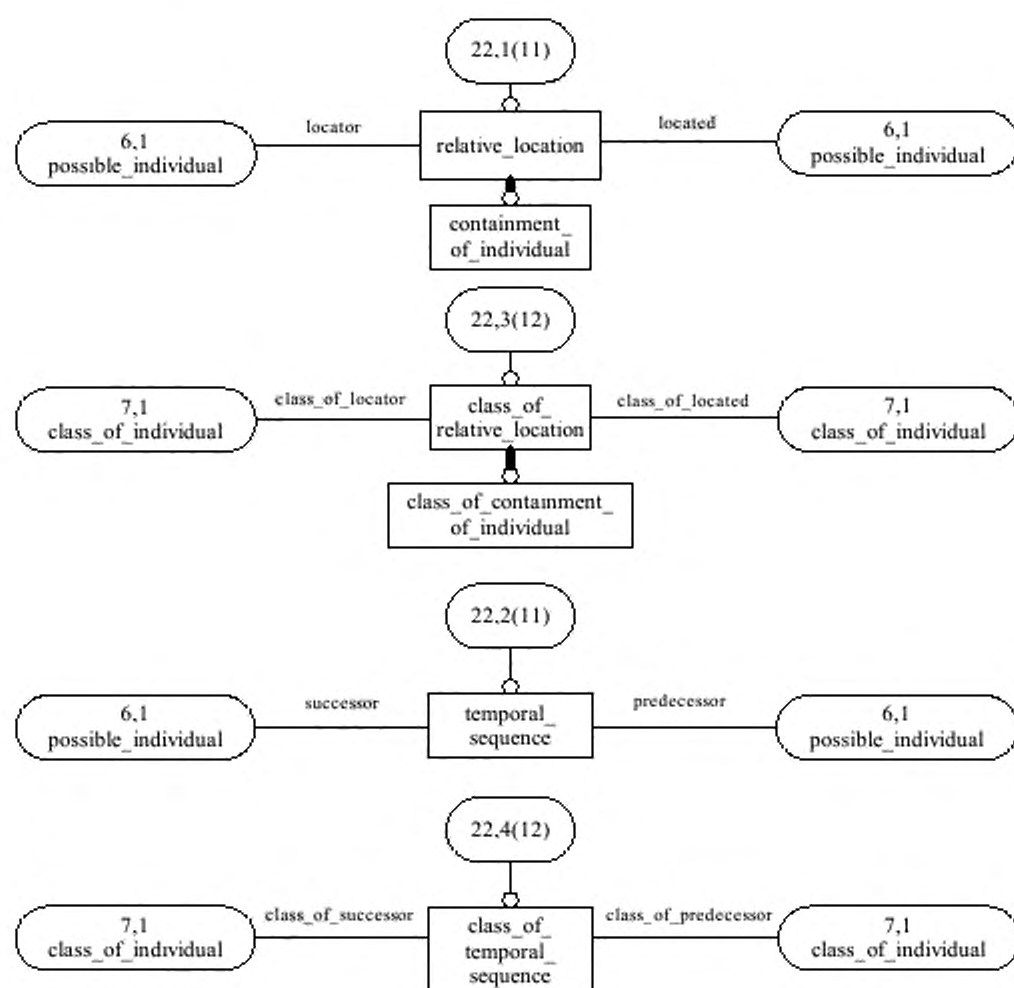 22,1(11)
locator
located
6,1
possible_individual
relative_location
6,1
possible_individual
containment_
of_individual
22,3(12)
class_of_locator
class_of_located
7,1
class_of_individual
class_of_
relative_location
7,1
class_of_individual
class_of_containment_
of_individual
22,2(11)
successor
predecessor
6,1
possible_individual
temporal_
sequence
6,1
possible_individual
22,4(12)
class_of_successor
class_of_predecessor
7,1
class_of_individual
class_of_
temporal_
sequence
7,1
class_of_individual